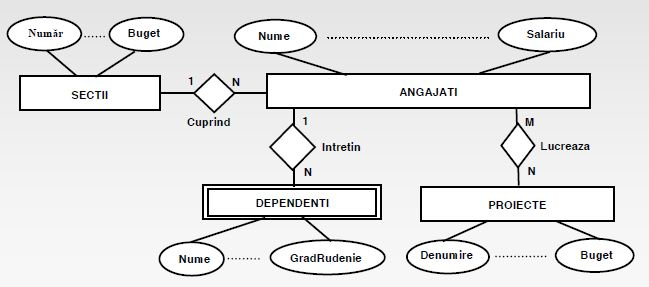 Număr ...... Buget
Nume .................................. Salariu
SECTII 1 N ANGAJATI
Cuprind
1 Intretin N
M Lucreaza N
DEPENDENTI PROIECTE
Nume ......... GradRudenie
Denumire .............. Buget